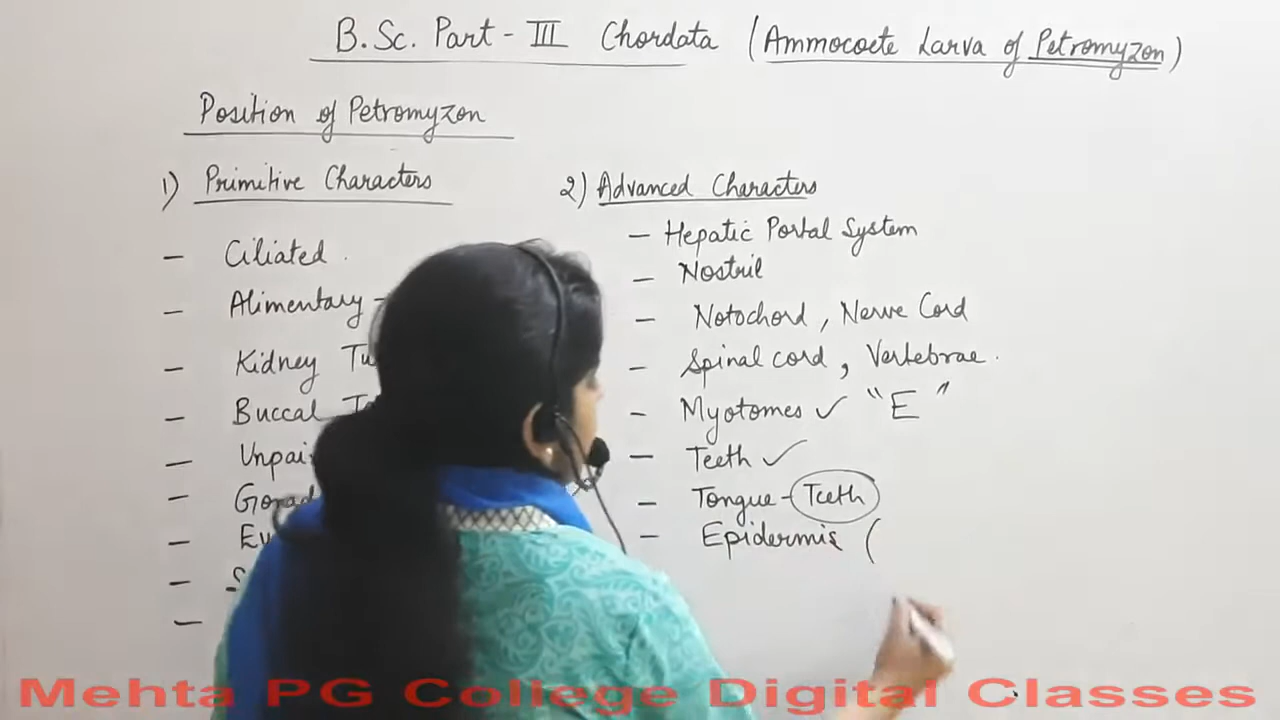 B.Sc. Part - III Chordata (Ammocoete Larva of Petromyzon)
Position of Petromyzon
1) Primitive Characters
- Ciliated.
- Alimentary -
- Kidney Tu
- Buccal
- Unpai
- Gonad
-
-
-
2) Advanced Characters
- Hepatic Portal System
- Nostril
- Notochord, Nerve Cord
- Spinal cord, Vertebrae.
- Myotomes ✓ "E"
- Teeth ✓
- Tongue - Teeth
- Epidermis (
Mehta PG College Digital Classes